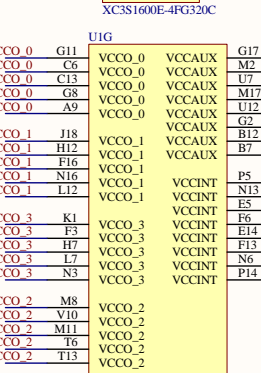 XC3S1600E-4FG320C
U1G
CCO_0 G11 VCCO_0 VCCAUX G17
CCO_0 C6 VCCO_0 VCCAUX M2
CCO_0 C13 VCCO_0 VCCAUX U7
CCO_0 G8 VCCO_0 VCCAUX M17
CCO_0 A9 VCCO_0 VCCAUX U12
VCCAUX G2
CCO_1 J18 VCCO_1 VCCAUX B12
CCO_1 H12 VCCO_1 VCCAUX B7
CCO_1 F16 VCCO_1
CCO_1 N16 VCCO_1 VCCINT P5
CCO_1 L12 VCCO_1 VCCINT N13
VCCINT E5
CCO_3 K1 VCCO_3 VCCINT F6
CCO_3 F3 VCCO_3 VCCINT E14
CCO_3 H7 VCCO_3 VCCINT F13
CCO_3 L7 VCCO_3 VCCINT N6
CCO_3 N3 VCCO_3 VCCINT P14
CCO_2 M8 VCCO_2
CCO_2 V10 VCCO_2
CCO_2 M11 VCCO_2
CCO_2 T6 VCCO_2
CCO_2 T13 VCCO_2